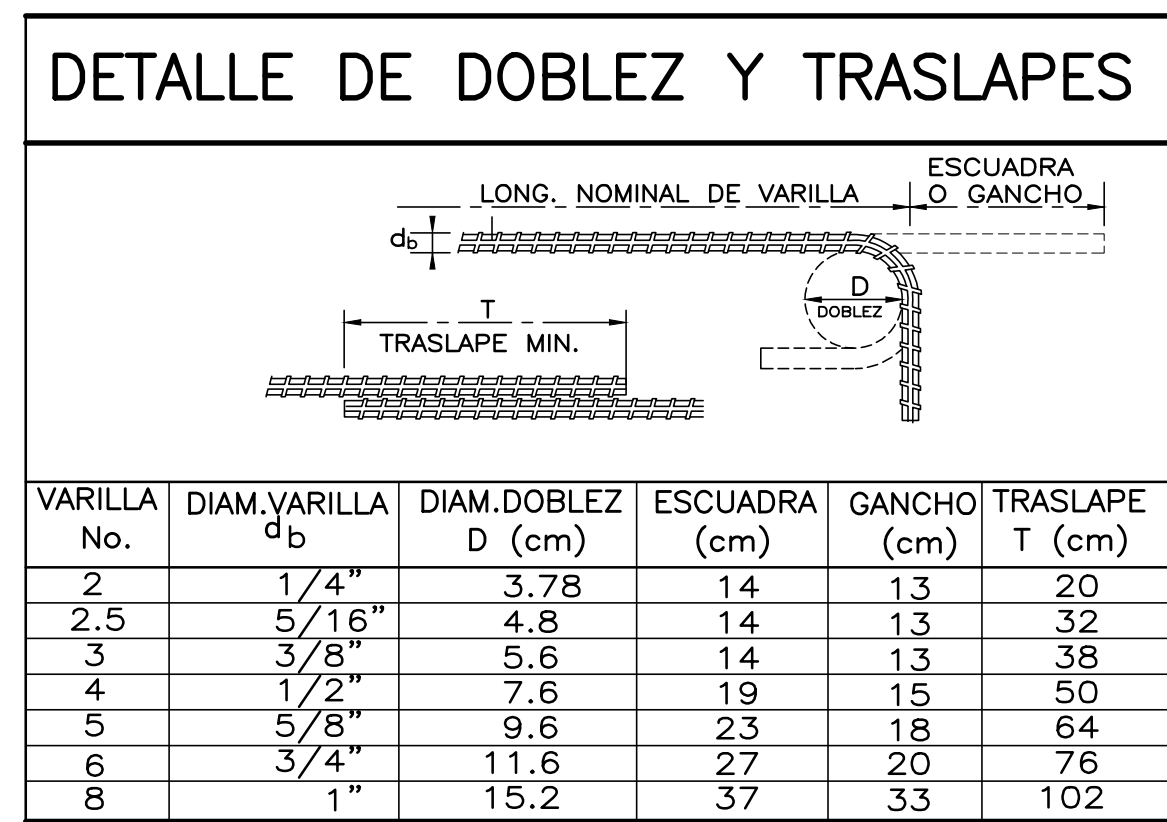 DETALLE DE DOBLEZ Y TRASLAPES
ESCUADRA
LONG. NOMINAL DE VARILLA O GANCHO
db
D
DOBLEZ
T
TRASLAPE MIN.
VARILLA No. DIAM.VARILLA db DIAM.DOBLEZ D (cm) ESCUADRA (cm) GANCHO (cm) TRASLAPE T (cm)
2 1/4" 3.78 14 13 20
2.5 5/16" 4.8 14 13 32
3 3/8" 5.6 14 13 38
4 1/2" 7.6 19 15 50
5 5/8" 9.6 23 18 64
6 3/4" 11.6 27 20 76
8 1" 15.2 37 33 102